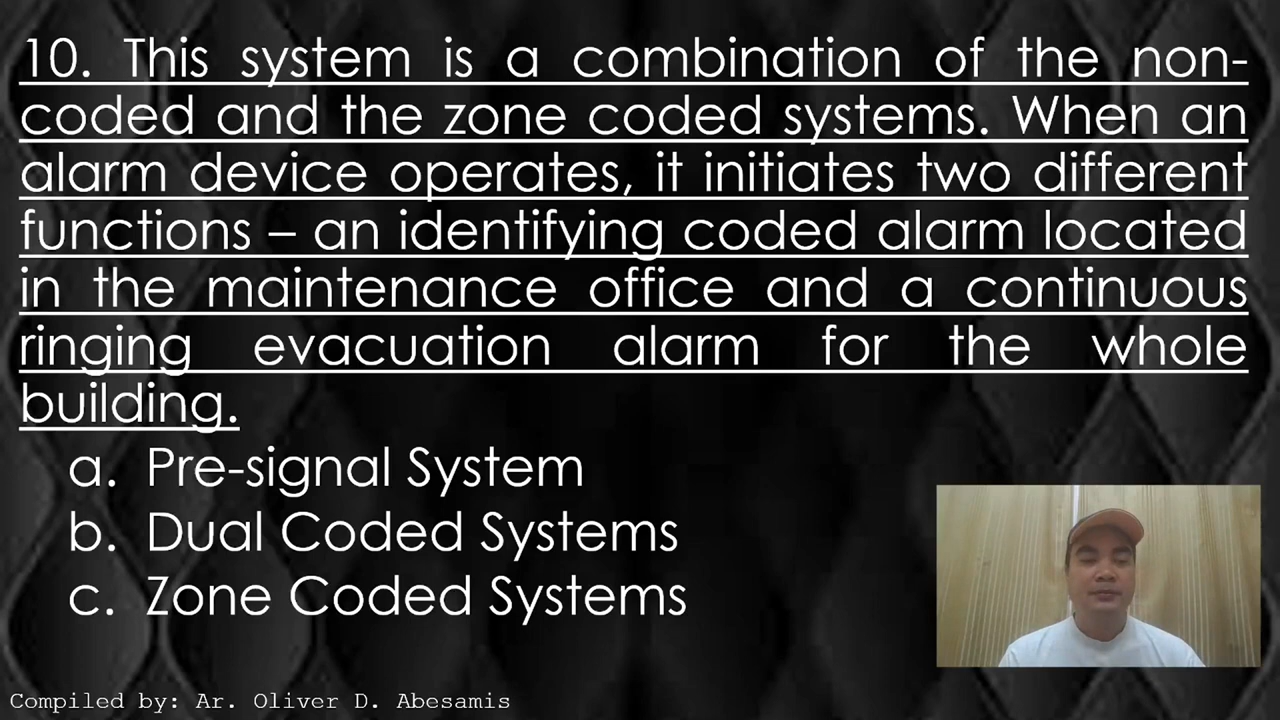 10. This system is a combination of the non-
coded and the zone coded systems. When an
alarm device operates, it initiates two different
functions – an identifying coded alarm located
in the maintenance office and a continuous
ringing evacuation alarm for the whole
building.
a. Pre-signal System
b. Dual Coded Systems
c. Zone Coded Systems
Compiled by: Ar. Oliver D. Abesamis